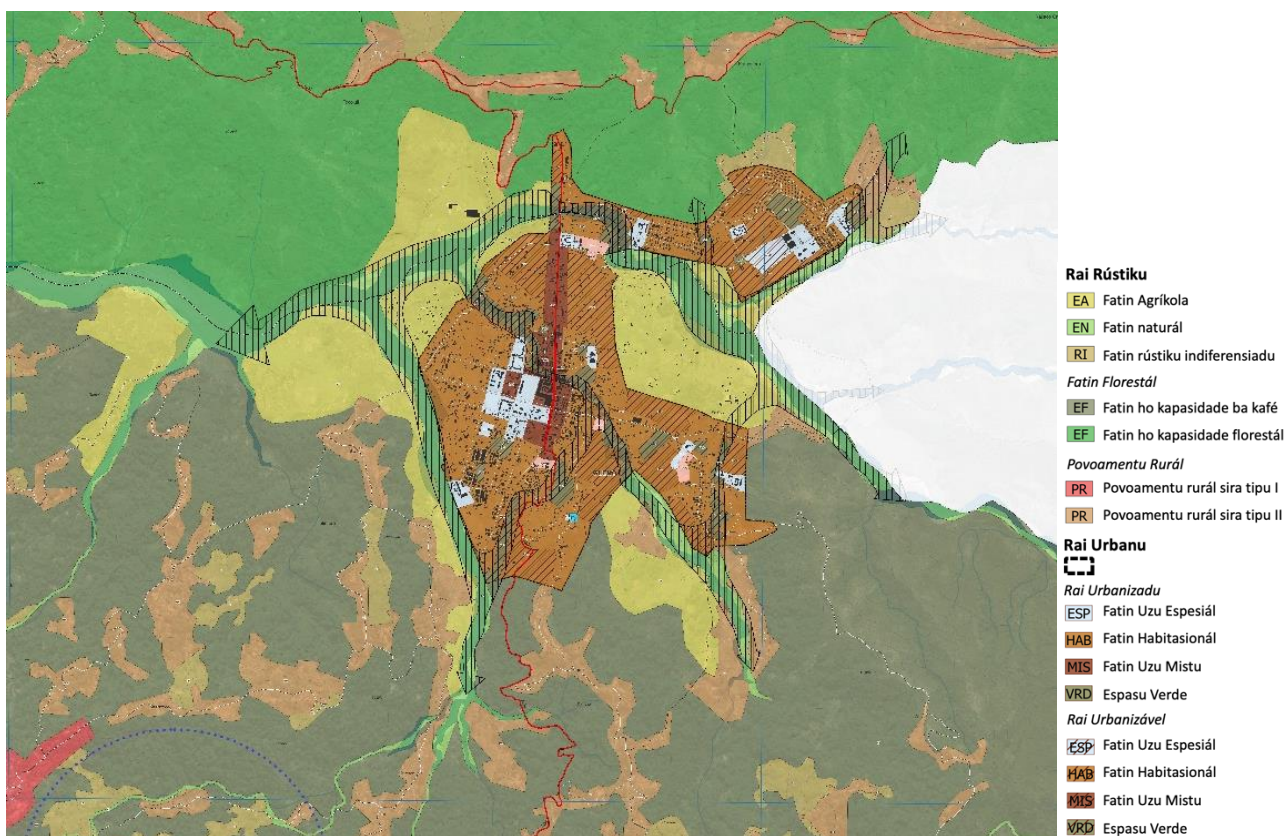 Rai Rústiku
EA Fatin Agríkola
EN Fatin naturál
RI Fatin rústiku indiferensiadu
Fatin Florestál
EF Fatin ho kapasidade ba kafé
EF Fatin ho kapasidade florestál
Povoamentu Rurál
PR Povoamentu rurál sira tipu I
PR Povoamentu rurál sira tipu II
Rai Urbanu
Rai Urbanizadu
ESP Fatin Uzu Espesiál
HAB Fatin Habitasionál
MIS Fatin Uzu Mistu
VRD Espasu Verde
Rai Urbanizável
ESP Fatin Uzu Espesiál
HAB Fatin Habitasionál
MIS Fatin Uzu Mistu
VRD Espasu Verde